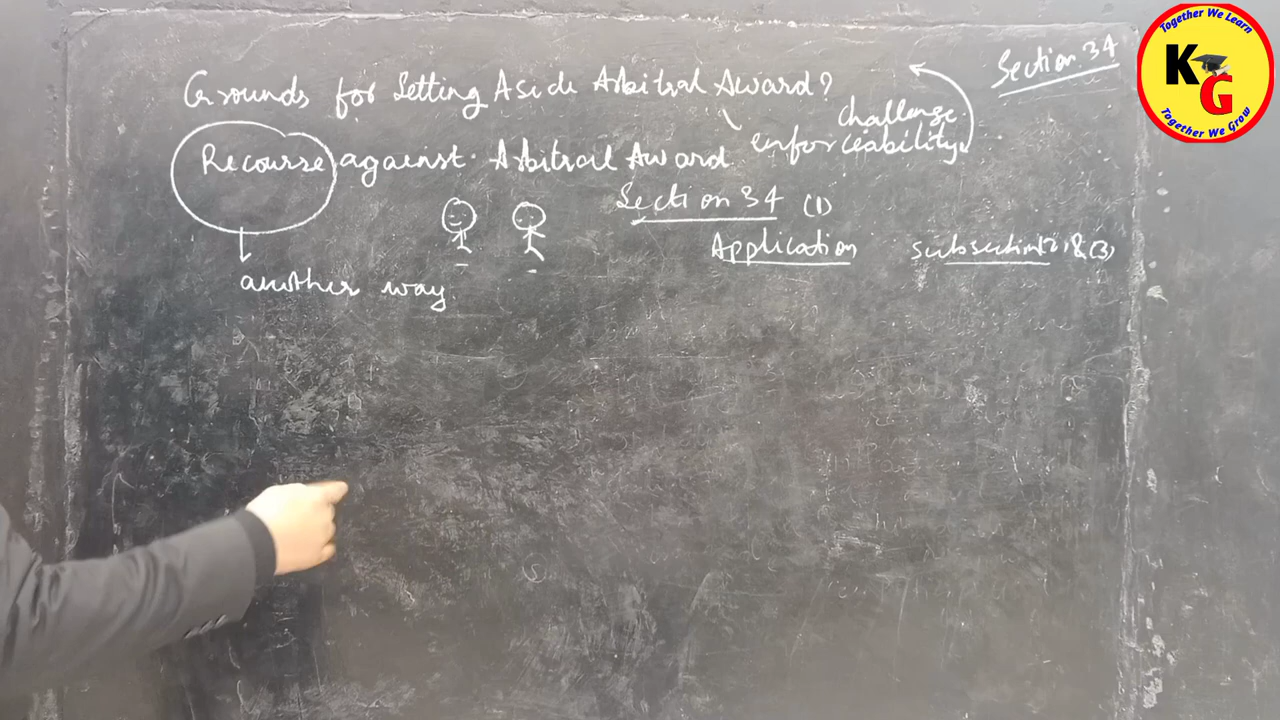 Section 34
Together We Learn
KG
Together We Grow
Grounds for Setting Aside Arbitral Award?
challenge
enforceability
Recourse against Arbitral Award
Section 34 (1)
Application subsection (2) & (3)
another way